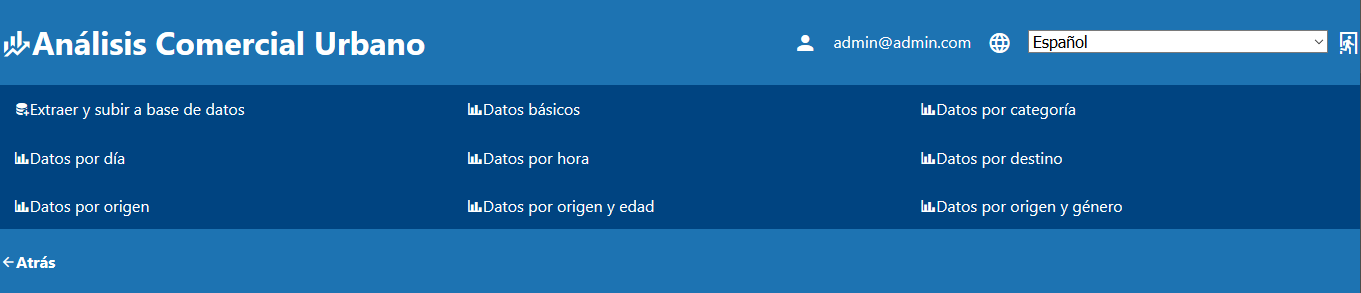 Análisis Comercial Urbano
admin@admin.com
Español
Extraer y subir a base de datos
Datos básicos
Datos por categoría
Datos por día
Datos por hora
Datos por destino
Datos por origen
Datos por origen y edad
Datos por origen y género
Atrás